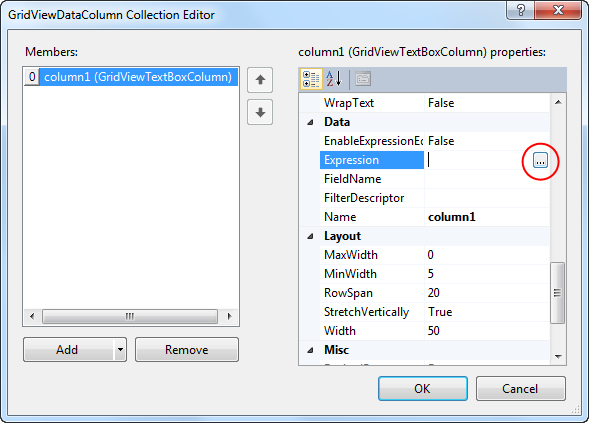 GridViewDataColumn Collection Editor
Members:
0 column1 (GridViewTextBoxColumn)
Add
Remove
column1 (GridViewTextBoxColumn) properties:
WrapText False
Data
EnableExpressionEd False
Expression ...
FieldName
FilterDescriptor
Name column1
Layout
MaxWidth 0
MinWidth 5
RowSpan 20
StretchVertically True
Width 50
Misc
OK
Cancel